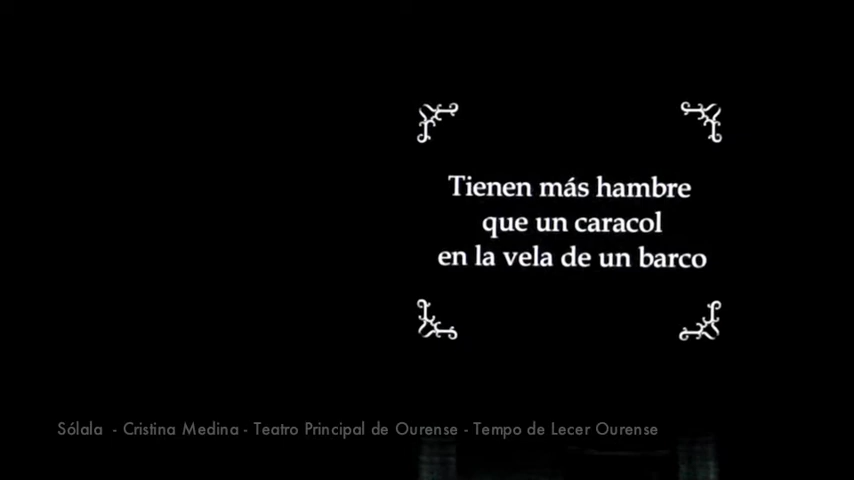 Tienen más hambre
que un caracol
en la vela de un barco
Sólala - Cristina Medina - Teatro Principal de Ourense - Tempo de Lecer Ourense